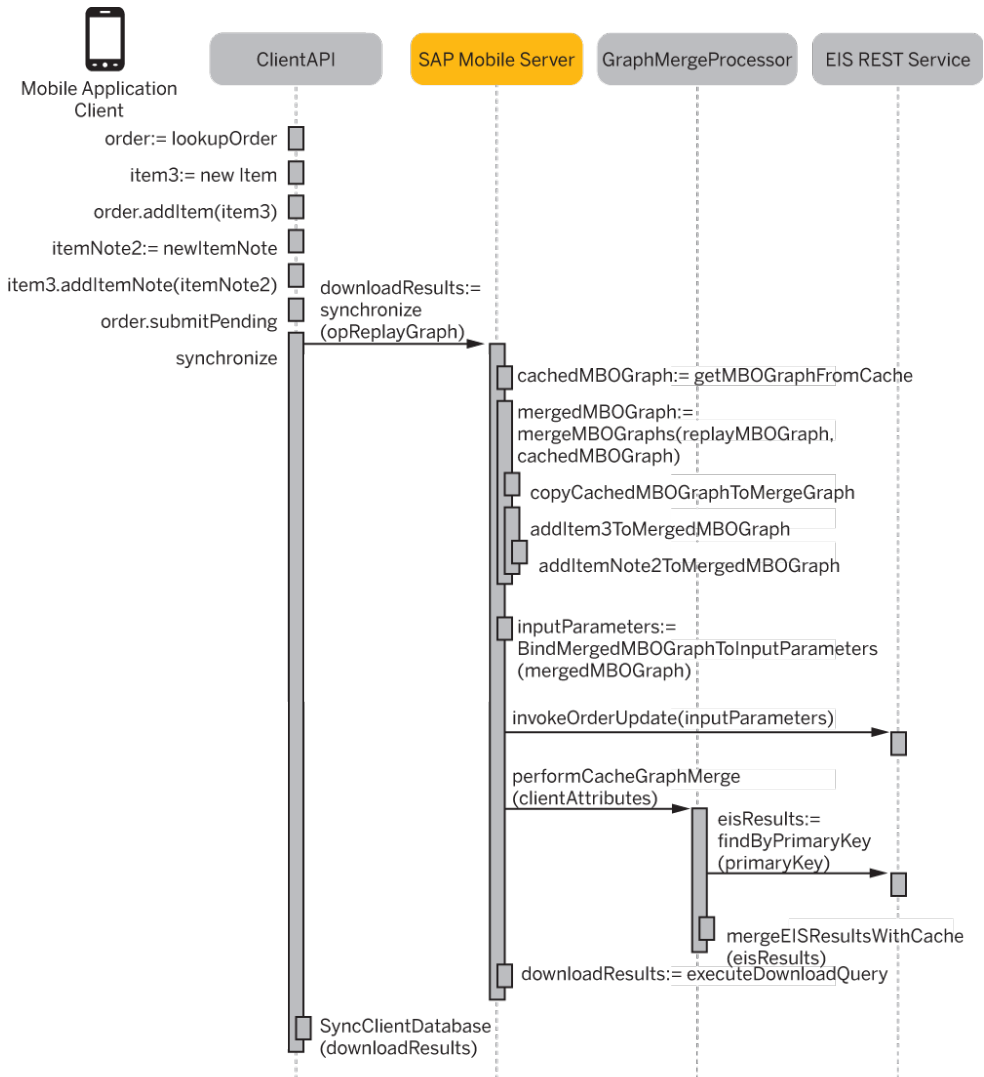 Mobile Application
Client
ClientAPI
SAP Mobile Server
GraphMergeProcessor
EIS REST Service
order:= lookupOrder
item3:= new Item
order.addItem(item3)
itemNote2:= newItemNote
item3.addItemNote(itemNote2)
order.submitPending
synchronize
downloadResults:=
synchronize
(opReplayGraph)
cachedMBOGraph:= getMBOGraphFromCache
mergedMBOGraph:=
mergeMBOGraphs(replayMBOGraph,
cachedMBOGraph)
copyCachedMBOGraphToMergeGraph
addItem3ToMergedMBOGraph
addItemNote2ToMergedMBOGraph
inputParameters:=
BindMergedMBOGraphToInputParameters
(mergedMBOGraph)
invokeOrderUpdate(inputParameters)
performCacheGraphMerge
(clientAttributes)
eisResults:=
findByPrimaryKey
(primaryKey)
mergeEISResultsWithCache
(eisResults)
downloadResults:= executeDownloadQuery
SyncClientDatabase
(downloadResults)